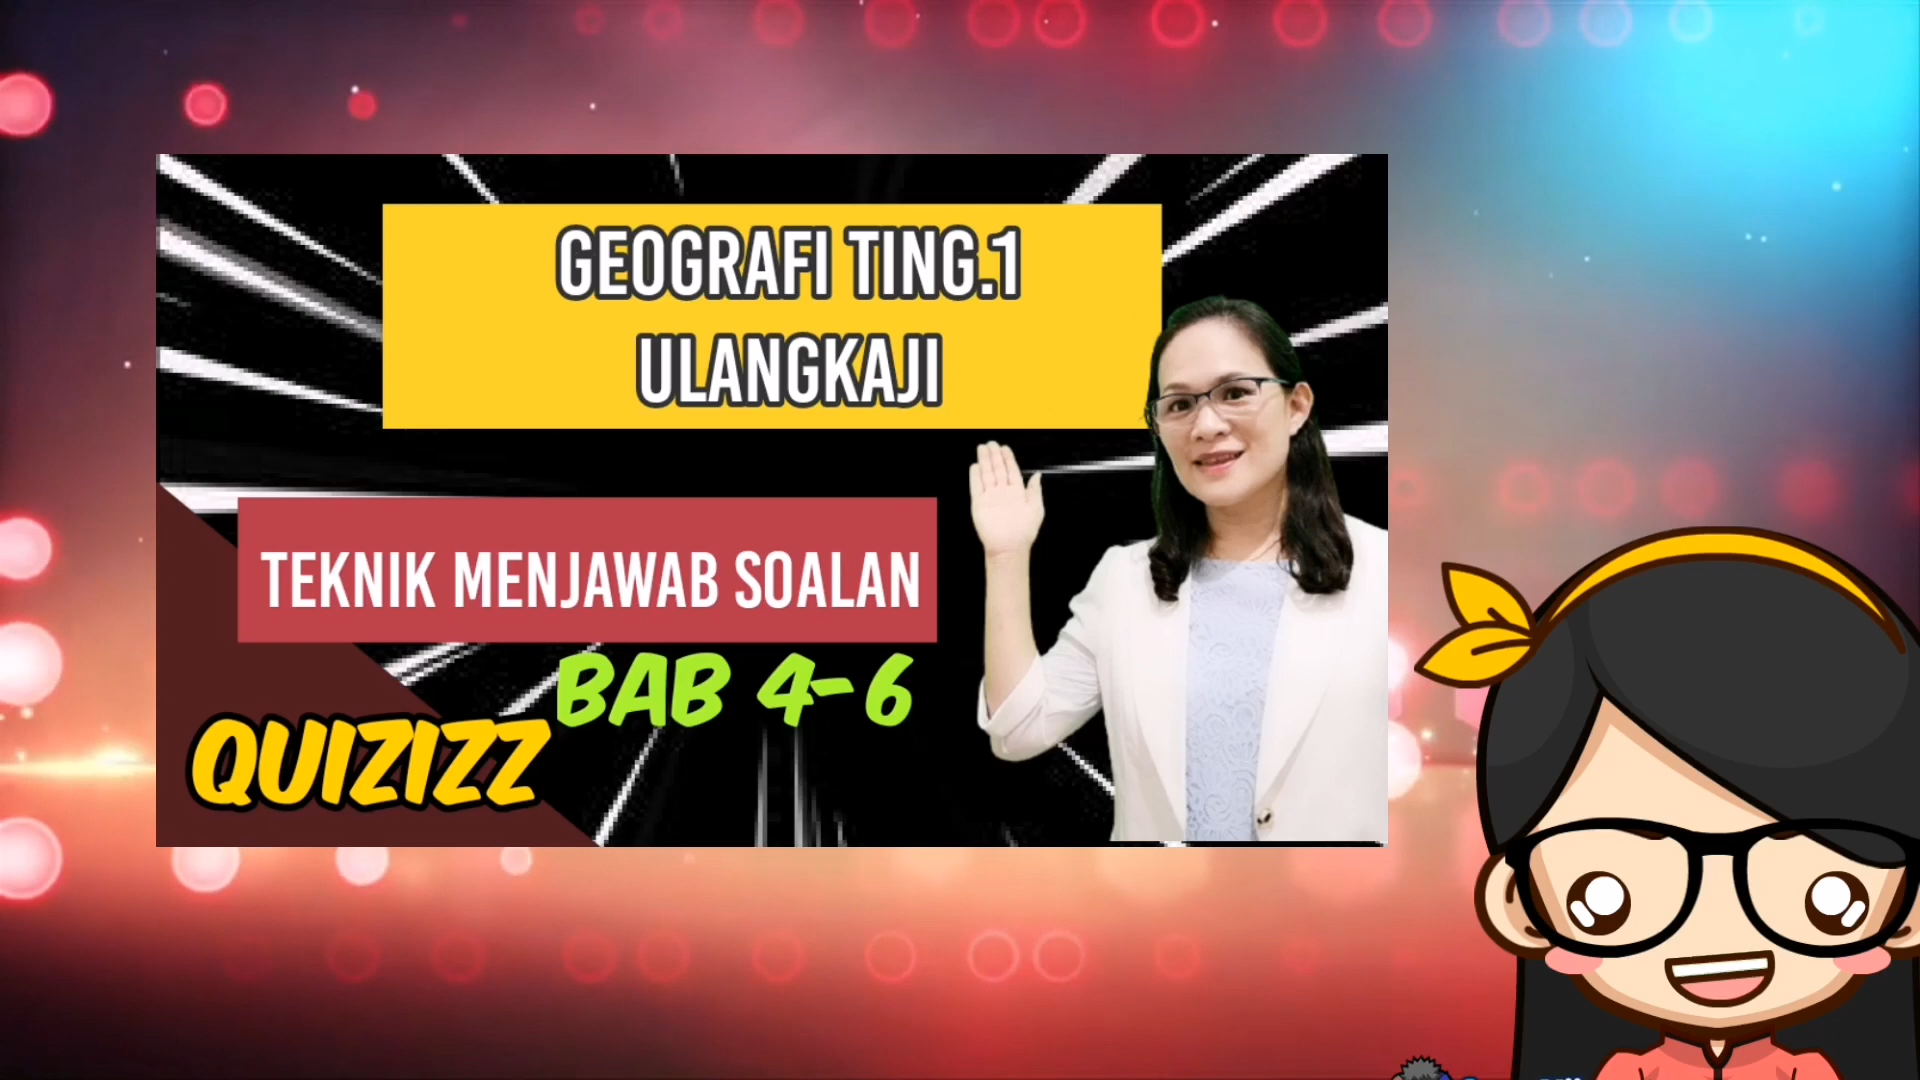 GEOGRAFI TING.1
ULANGKAJI
TEKNIK MENJAWAB SOALAN
BAB 4-6
QUIZIZZ